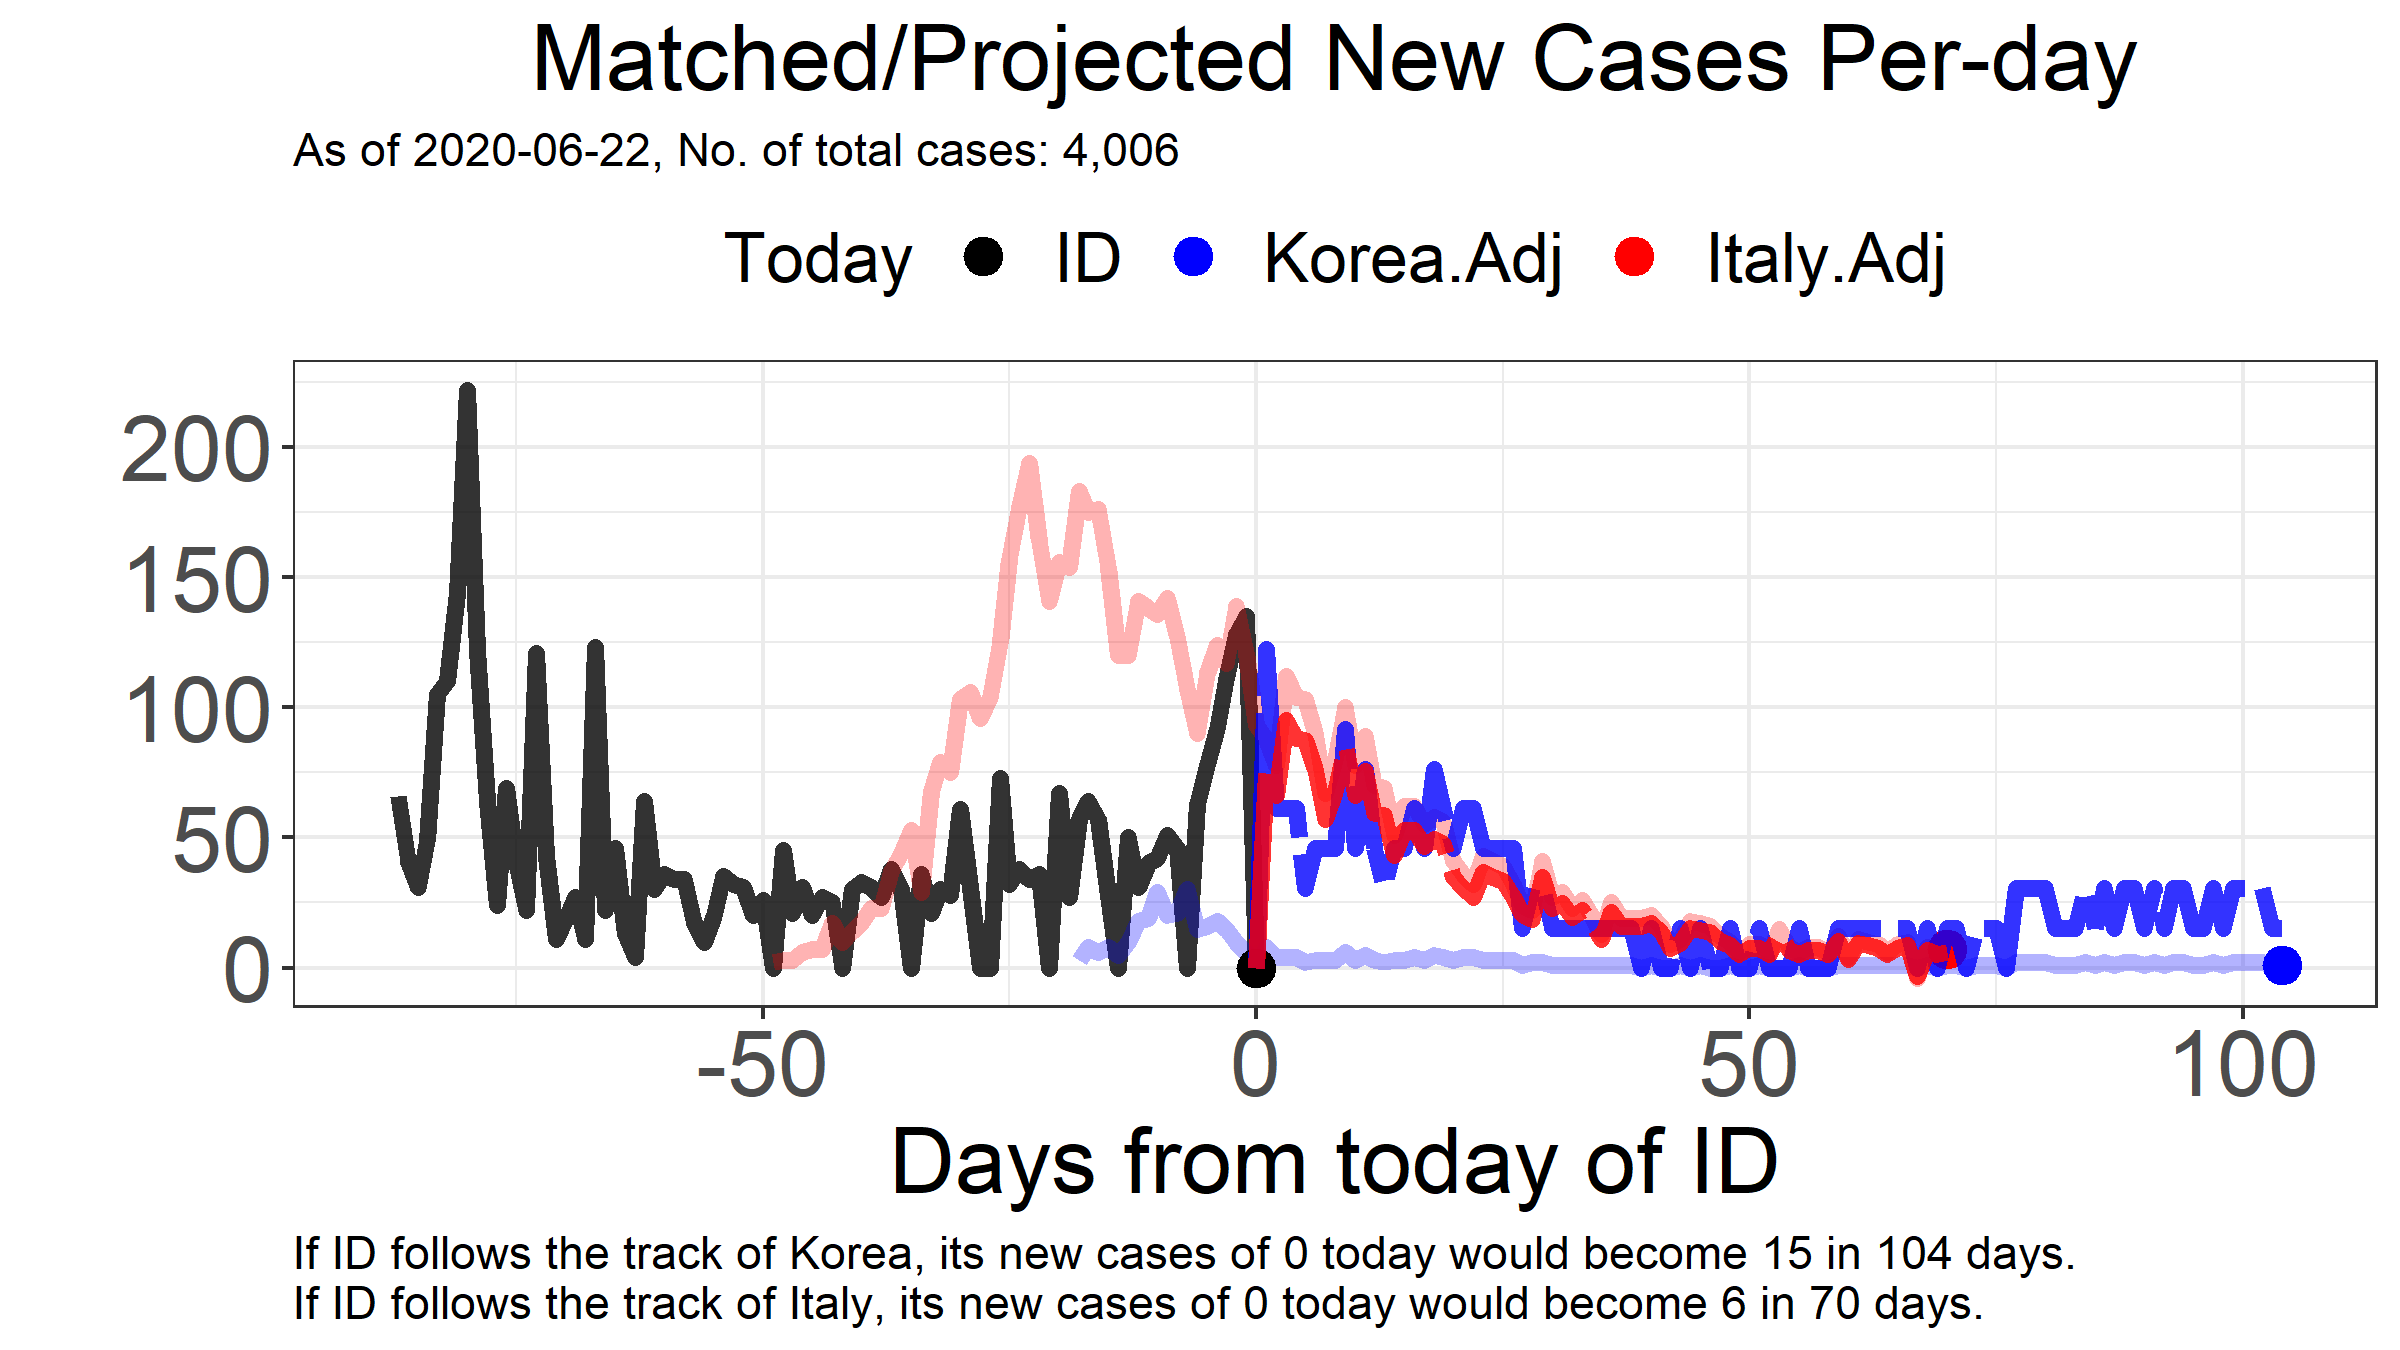 Matched/Projected New Cases Per-day
As of 2020-06-22, No. of total cases: 4,006
Today ID Korea.Adj Italy.Adj
200
150
100
50
0
-50 0 50 100
Days from today of ID
If ID follows the track of Korea, its new cases of 0 today would become 15 in 104 days.
If ID follows the track of Italy, its new cases of 0 today would become 6 in 70 days.